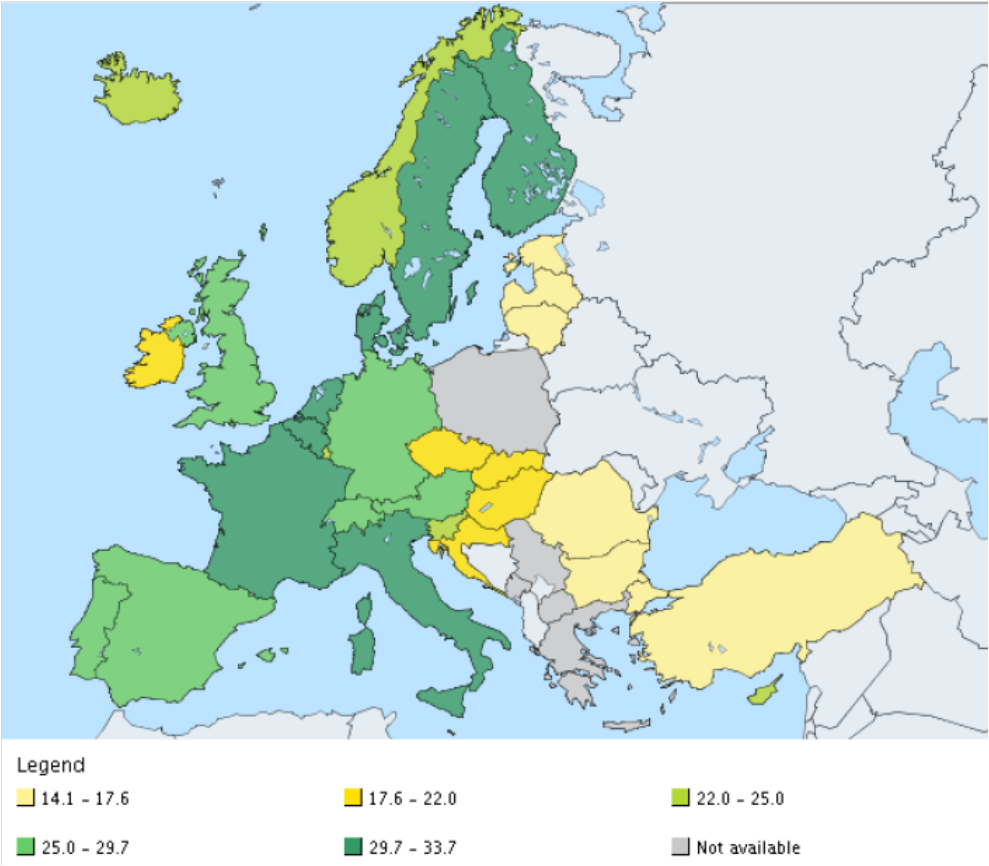 Legend
14.1 - 17.6
17.6 - 22.0
22.0 - 25.0
25.0 - 29.7
29.7 - 33.7
Not available